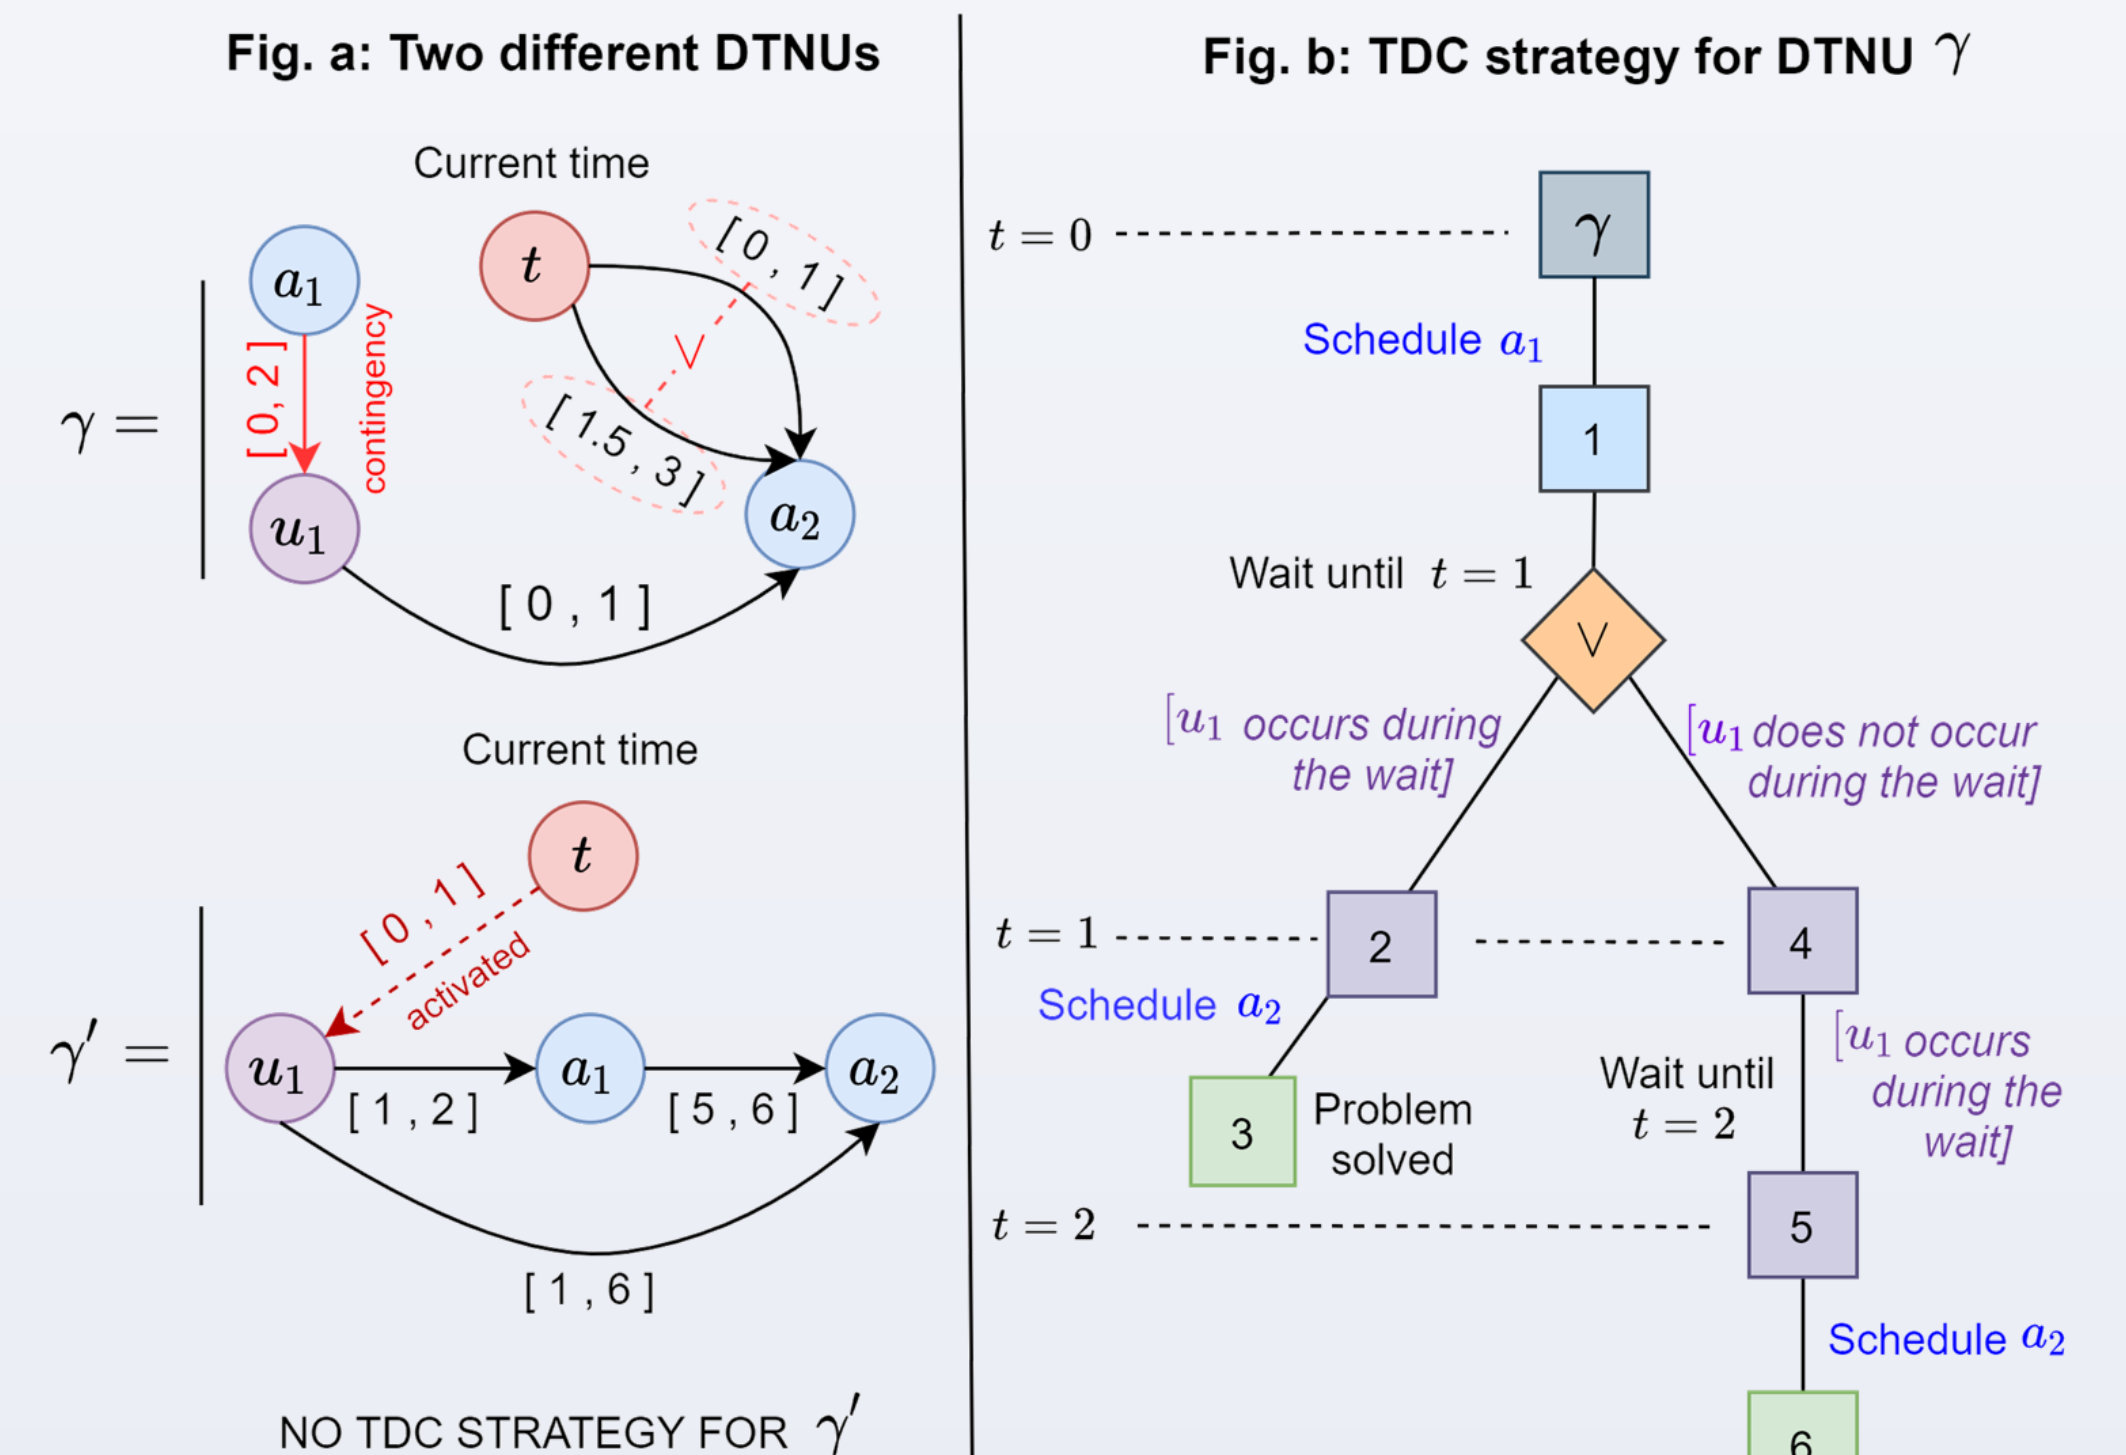 Fig. a: Two different DTNUs
Current time
a₁
t
[ 0 , 1 ]
∨
[ 0, 2 ]
contingency
[ 1.5 , 3 ]
γ =
u₁
a₂
[ 0 , 1 ]
Current time
t
[ 0 , 1 ]
activated
γ′ =
u₁
a₁
a₂
[ 1 , 2 ]
[ 5 , 6 ]
[ 1 , 6 ]
NO TDC STRATEGY FOR γ′
Fig. b: TDC strategy for DTNU γ
t = 0
γ
Schedule a₁
1
Wait until t = 1
∨
[u₁ occurs during
the wait]
[u₁ does not occur
during the wait]
t = 1
2
4
Schedule a₂
3
Problem
solved
Wait until
t = 2
[u₁ occurs
during the
wait]
t = 2
5
Schedule a₂
6